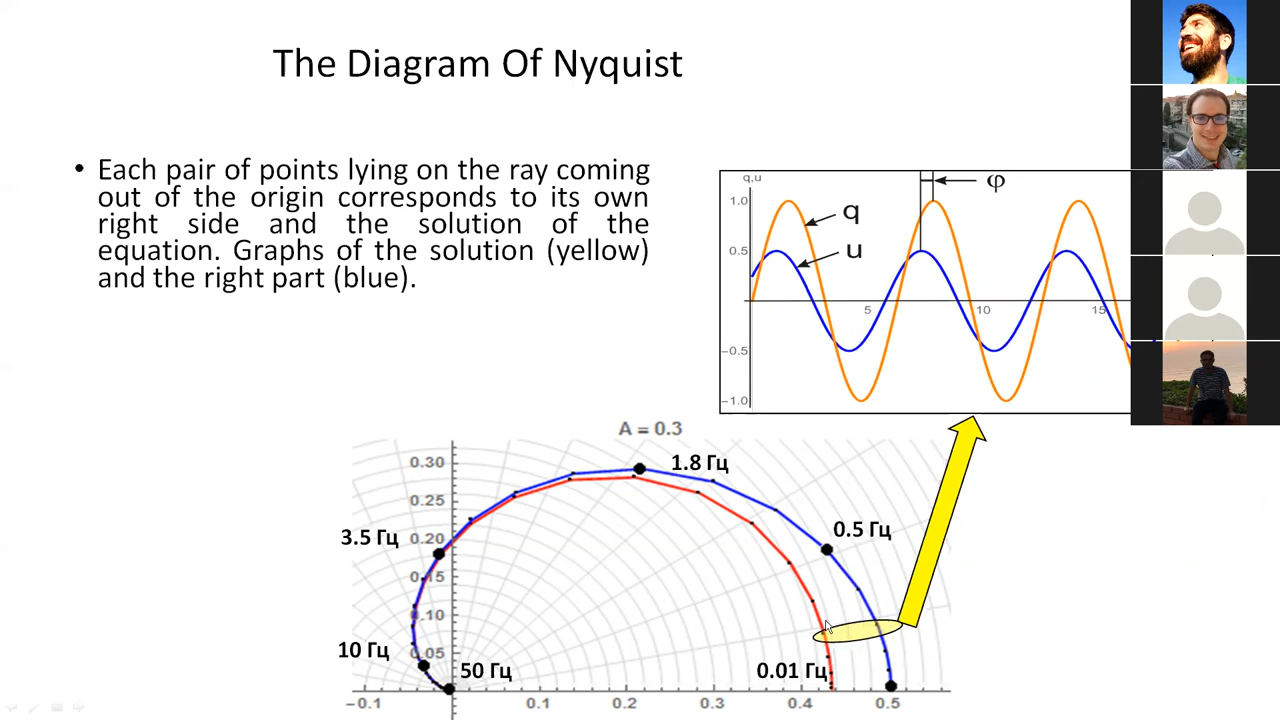 The Diagram Of Nyquist
• Each pair of points lying on the ray coming
out of the origin corresponds to its own
right side and the solution of the
equation. Graphs of the solution (yellow)
and the right part (blue).
q,u
φ
1.0
q
0.5
u
5
10
15
−0.5
−1.0
A = 0.3
0.30
1.8 Гц
0.25
0.5 Гц
3.5 Гц
0.20
0.15
0.10
10 Гц
0.05
50 Гц
0.01 Гц
−0.1
0.1
0.2
0.3
0.4
0.5